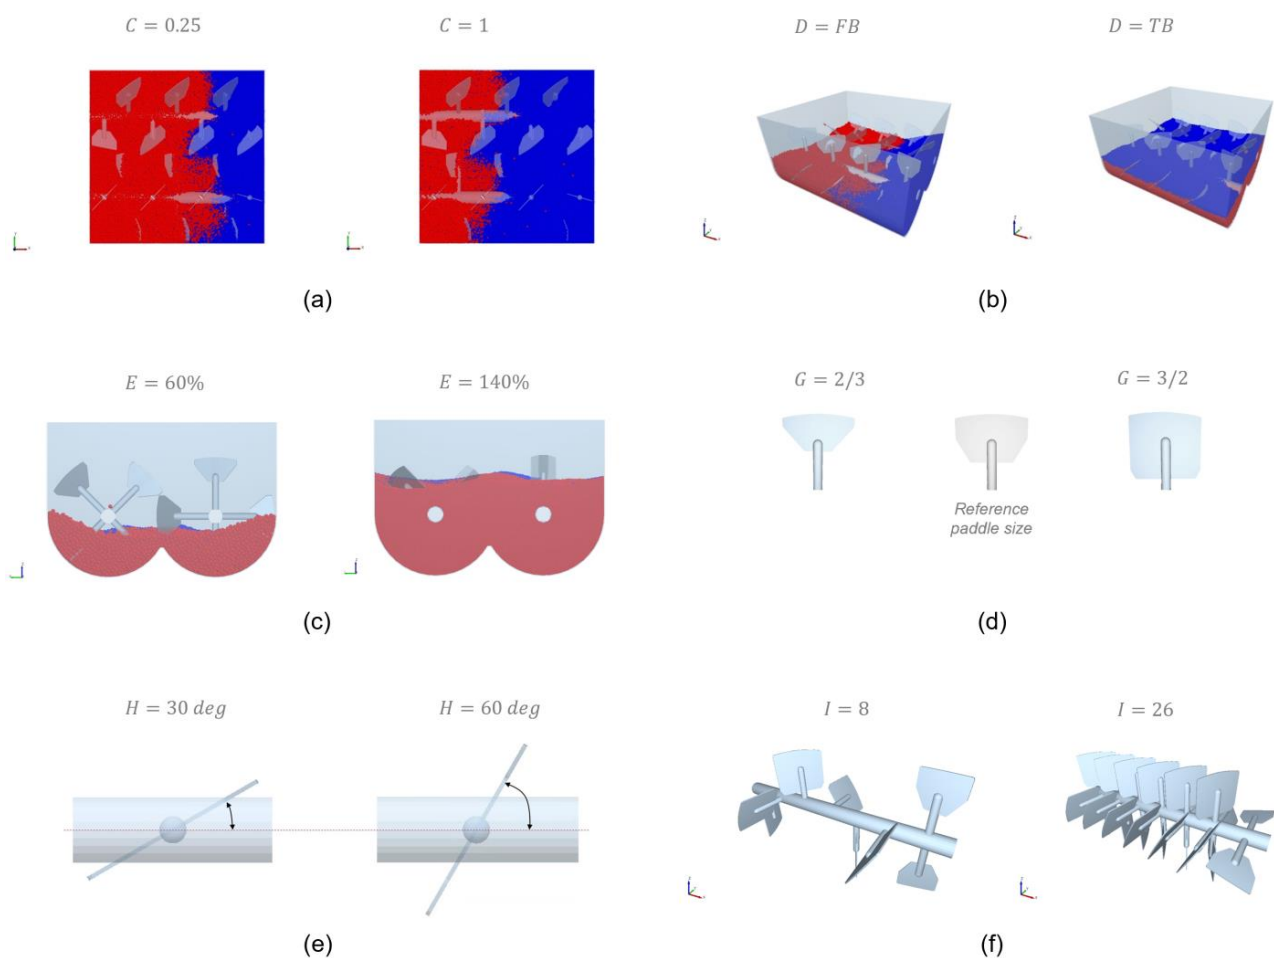 C = 0.25
C = 1
D = FB
D = TB
(a)
(b)
E = 60%
E = 140%
G = 2/3
G = 3/2
Reference
paddle size
(c)
(d)
H = 30 deg
H = 60 deg
I = 8
I = 26
(e)
(f)